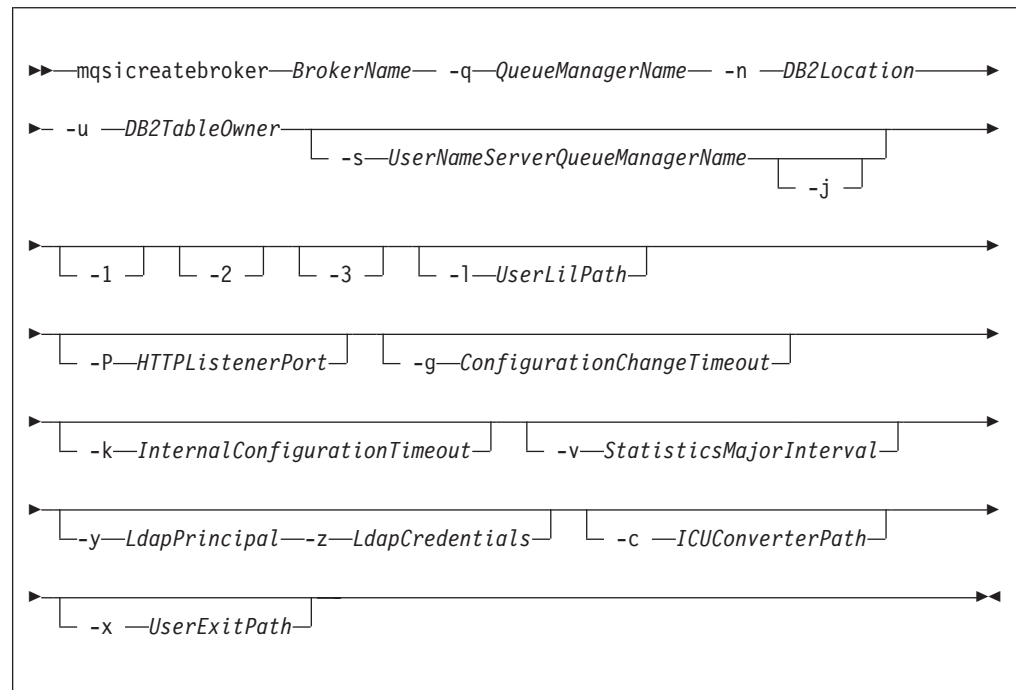 mqsicreatebroker BrokerName -q QueueManagerName -n DB2Location
-u DB2TableOwner
-s UserNameServerQueueManagerName
-j
-1 -2 -3 -l UserLilPath
-P HTTPListenerPort -g ConfigurationChangeTimeout
-k InternalConfigurationTimeout -v StatisticsMajorInterval
-y LdapPrincipal -z LdapCredentials -c ICUConverterPath
-x UserExitPath